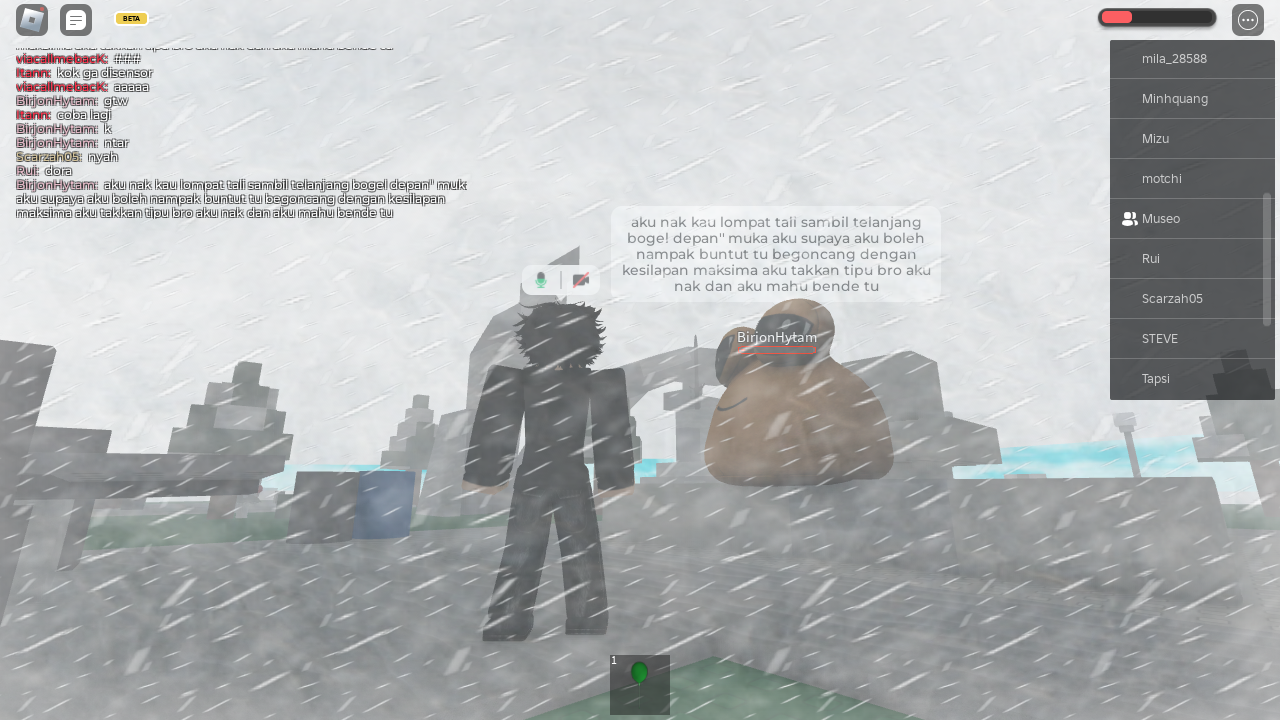 BETA
viacallmebacK: ###
Itann: kok ga disensor
viacallmebacK: aaaaa
BirjonHytam: gtw
Itann: coba lagi
BirjonHytam: k
BirjonHytam: ntar
Scarzah05: nyah
Rui: dora
BirjonHytam: aku nak kau lompat tali sambil telanjang bogel depan" muk
aku supaya aku boleh nampak buntut tu begoncang dengan kesilapan
maksima aku takkan tipu bro aku nak dan aku mahu bende tu
aku nak kau lompat tali sambil telanjang
boge! depan" muka aku supaya aku boleh
nampak buntut tu begoncang dengan
kesilapan maksima aku takkan tipu bro aku
nak dan aku mahu bende tu
BirjonHytam
mila_28588
Minhquang
Mizu
motchi
Museo
Rui
Scarzah05
STEVE
Tapsi
1